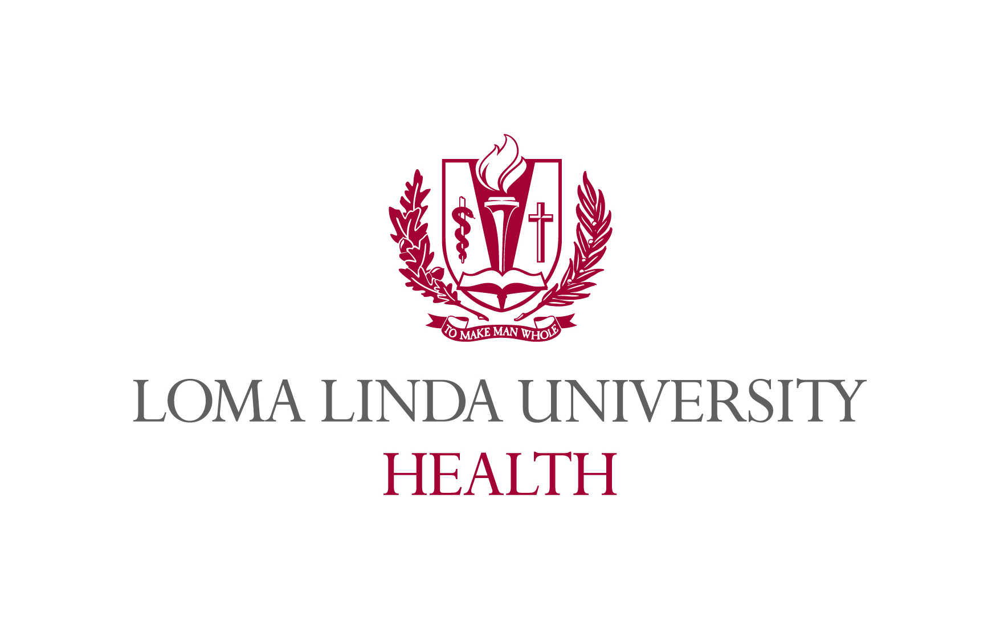 TO MAKE MAN WHOLE
LOMA LINDA UNIVERSITY
HEALTH